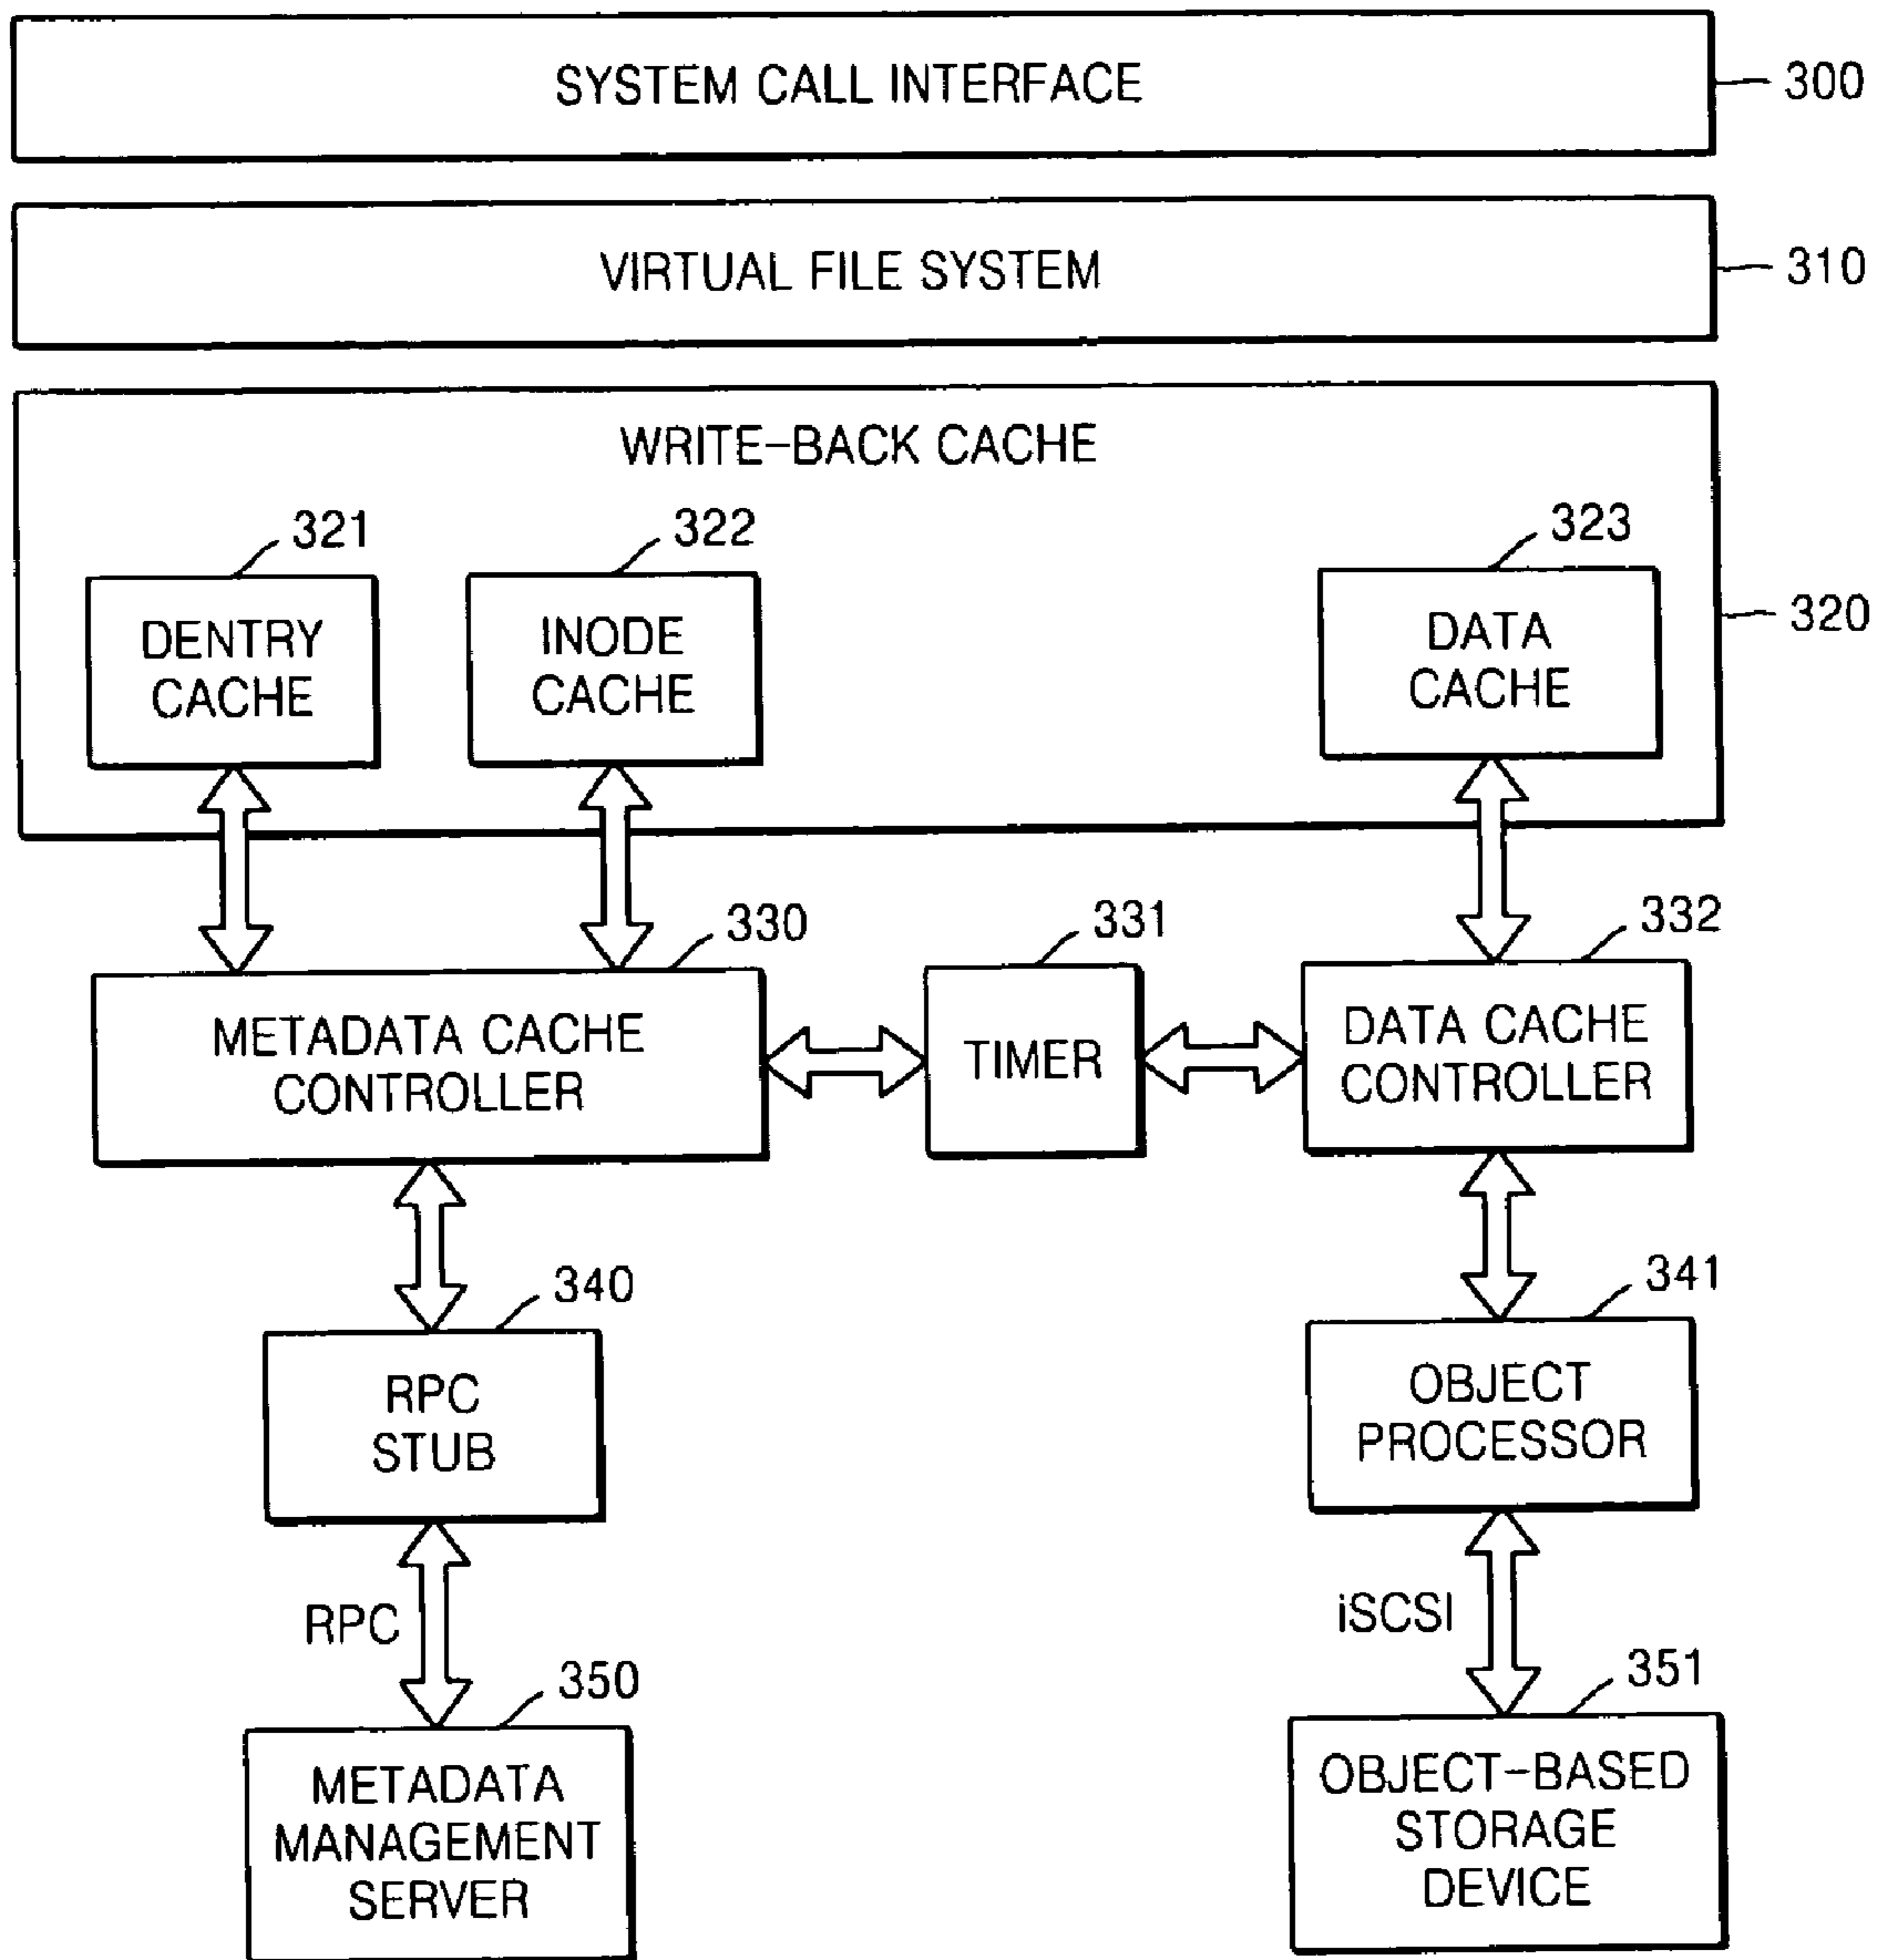 SYSTEM CALL INTERFACE
300
VIRTUAL FILE SYSTEM
310
WRITE-BACK CACHE
321
322
323
320
DENTRY
CACHE
INODE
CACHE
DATA
CACHE
330
331
332
METADATA CACHE
CONTROLLER
TIMER
DATA CACHE
CONTROLLER
340
341
RPC
STUB
OBJECT
PROCESSOR
RPC
iSCSI
350
351
METADATA
MANAGEMENT
SERVER
OBJECT-BASED
STORAGE
DEVICE